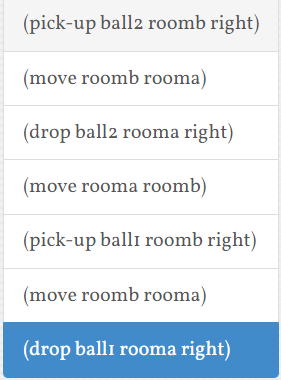 (pick-up ball2 roomb right)
(move roomb rooma)
(drop ball2 rooma right)
(move rooma roomb)
(pick-up ball1 roomb right)
(move roomb rooma)
(drop ball1 rooma right)